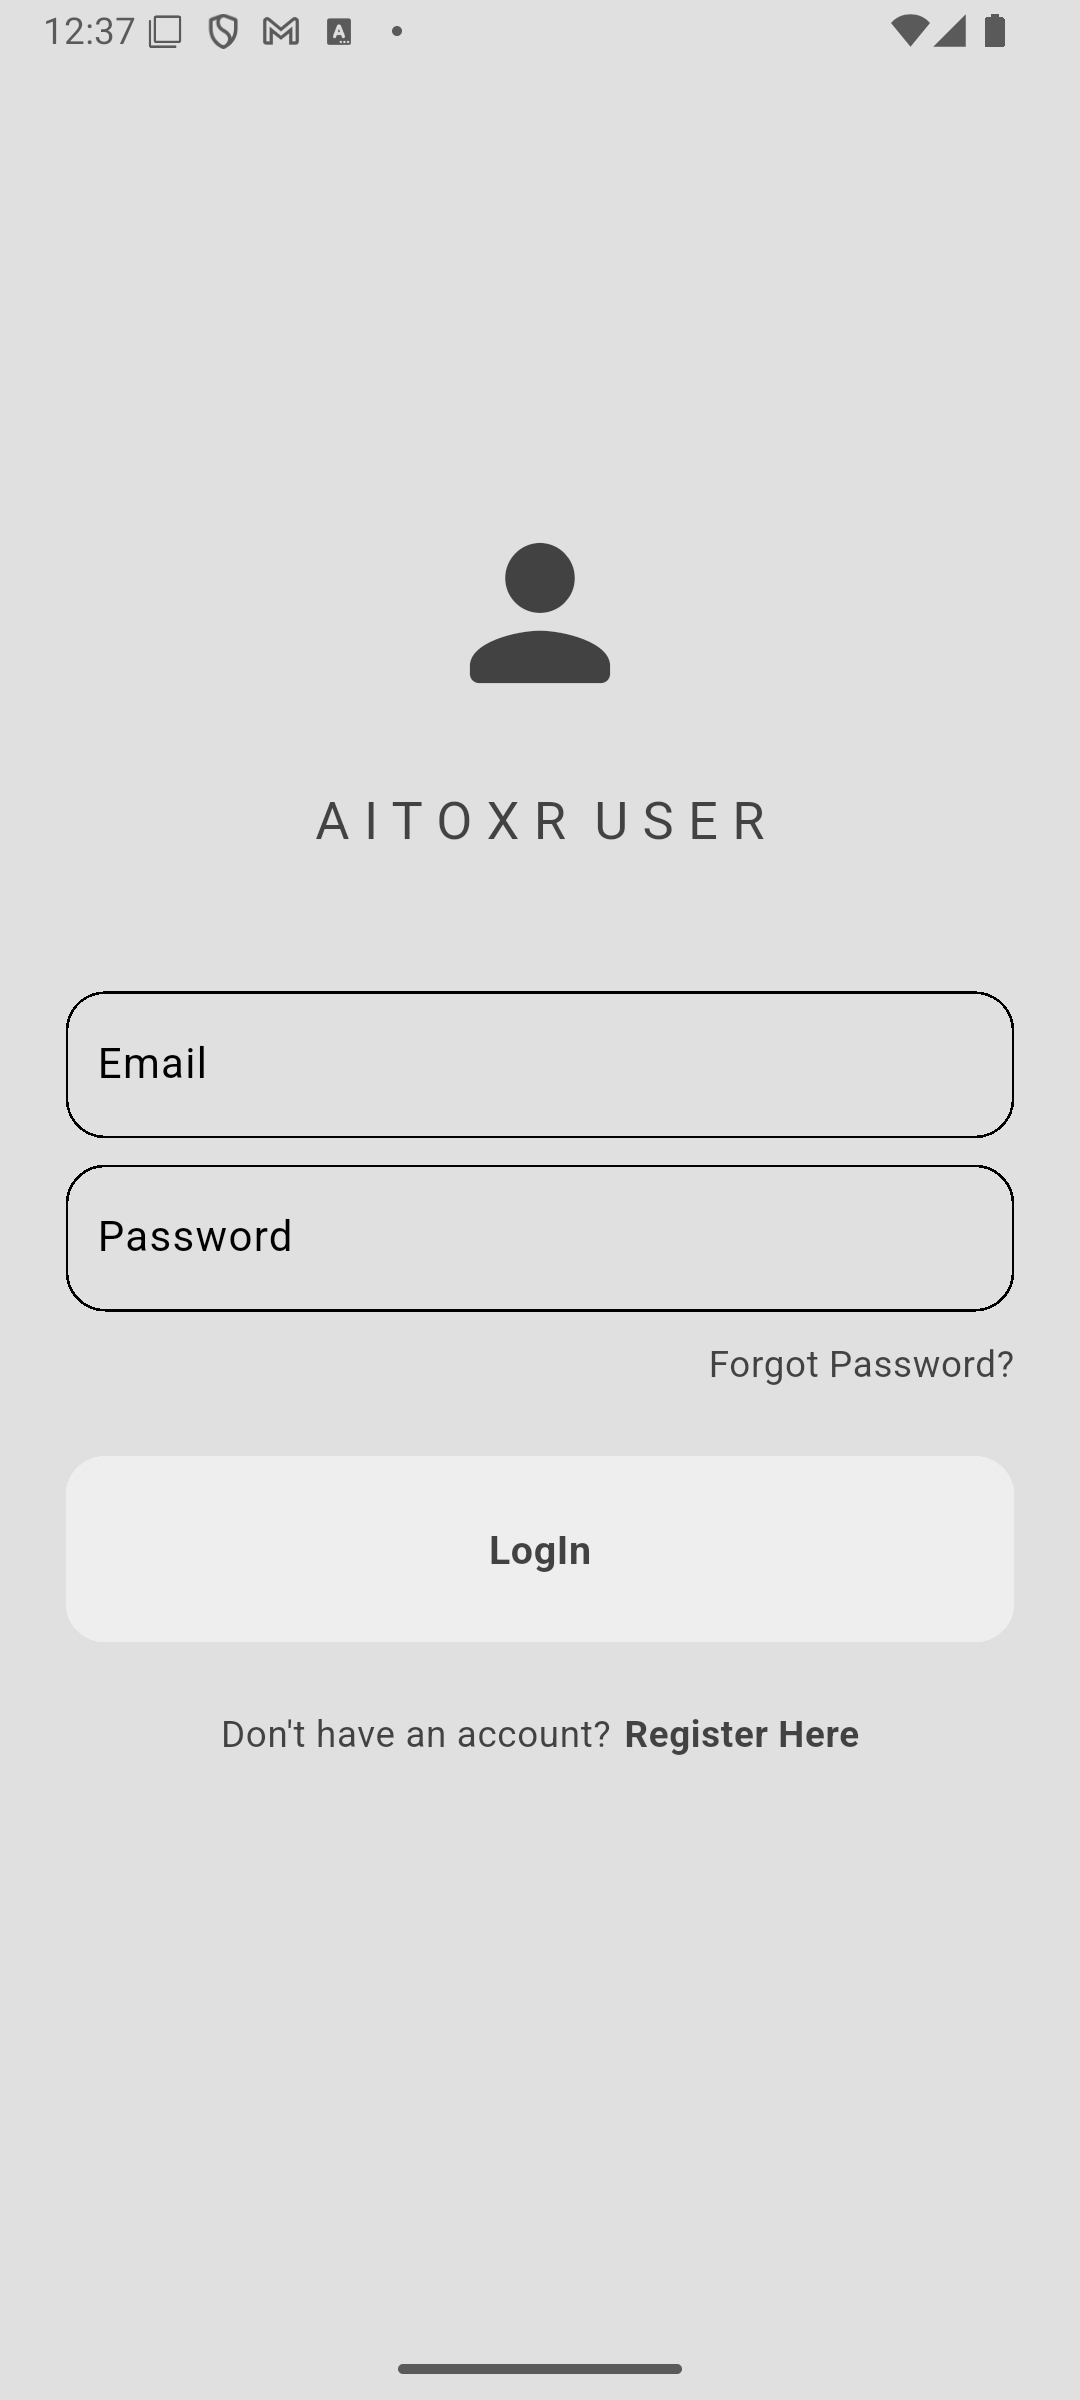 12:37
A I T O X R  U S E R
Email
Password
Forgot Password?
LogIn
Don't have an account? Register Here